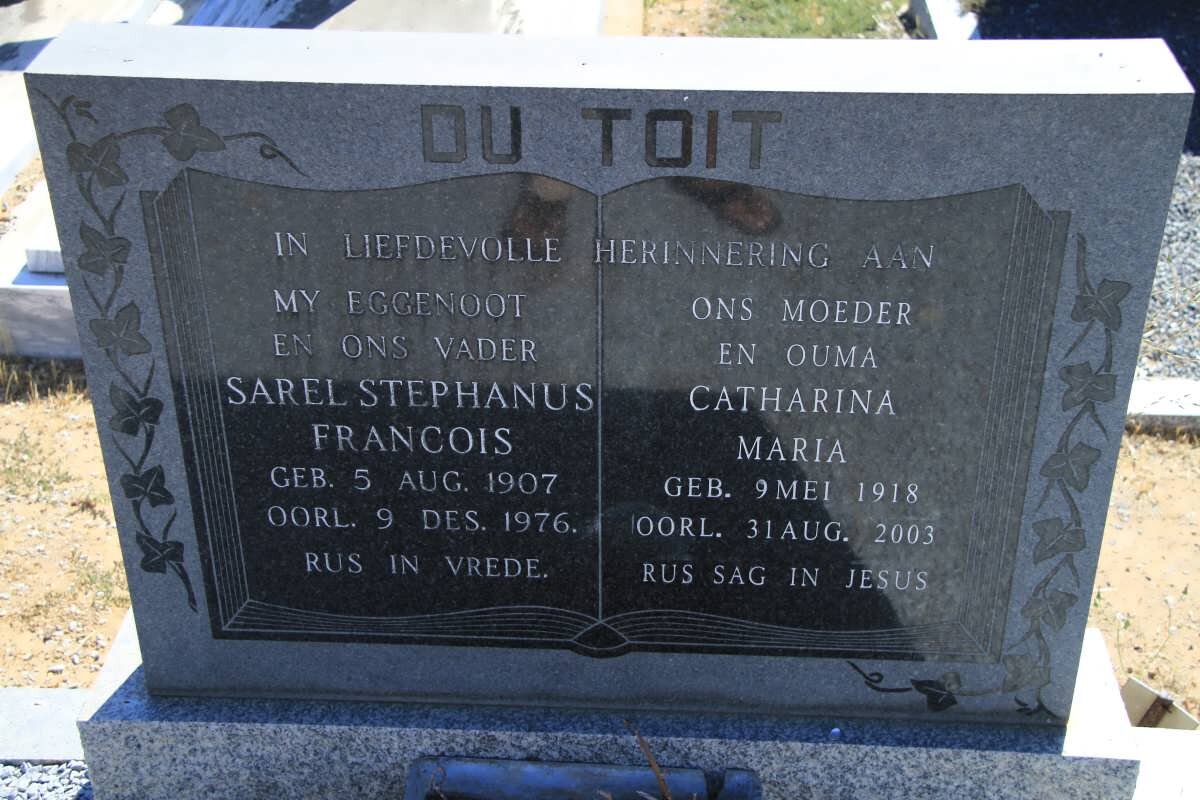 DU TOIT
IN LIEFDEVOLLE HERINNERING AAN
MY EGGENOOT
EN ONS VADER
SAREL STEPHANUS
FRANCOIS
GEB. 5 AUG. 1907
OORL. 9 DES. 1976.
RUS IN VREDE.
ONS MOEDER
EN OUMA
CATHARINA
MARIA
GEB. 9 MEI 1918
OORL. 31 AUG. 2003
RUS SAG IN JESUS